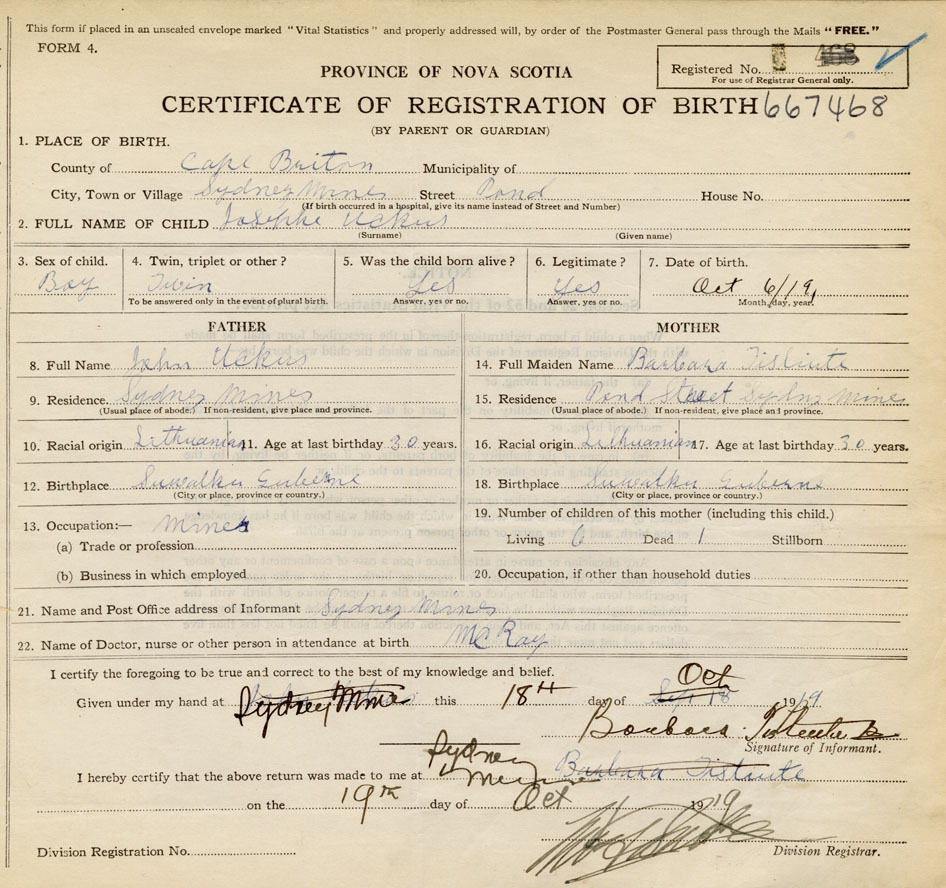 This form if placed in an unsealed envelope marked "Vital Statistics" and properly addressed will, by order of the Postmaster General pass through the Mails "FREE."
FORM 4.
Registered No. 468
For use of Registrar General only.
PROVINCE OF NOVA SCOTIA
CERTIFICATE OF REGISTRATION OF BIRTH 667468
(BY PARENT OR GUARDIAN)
1. PLACE OF BIRTH.
County of Cape Briton Municipality of
City, Town or Village Sydney Mines Street Pond House No.
(If birth occurred in a hospital, give its name instead of Street and Number)
2. FULL NAME OF CHILD Josephe Uckus
(Surname) (Given name)
3. Sex of child. 4. Twin, triplet or other? 5. Was the child born alive? 6. Legitimate? 7. Date of birth.
Boy Twin Yes Yes Oct 6/19,
To be answered only in the event of plural birth. Answer, yes or no. Answer, yes or no. Month, day, year.
FATHER MOTHER
8. Full Name John Uckus 14. Full Maiden Name Barbara Tisliute
9. Residence. Sydney Mines 15. Residence Pond Street Sydny Mines
(Usual place of abode.) If non-resident, give place and province. (Usual place of abode.) If non-resident, give place and province.
10. Racial origin Lithuanian 11. Age at last birthday 30 years. 16. Racial origin Lithuanian 17. Age at last birthday 30 years.
12. Birthplace Suwalku Guberne 18. Birthplace Suwalku Guberne
(City or place, province or country.) (City or place, province or country.)
13. Occupation:— Miner 19. Number of children of this mother (including this child.)
(a) Trade or profession Living 6 Dead 1 Stillborn
(b) Business in which employed 20. Occupation, if other than household duties
21. Name and Post Office address of Informant Sydney Mines
22. Name of Doctor, nurse or other person in attendance at birth McRay
I certify the foregoing to be true and correct to the best of my knowledge and belief.
Oct
Given under my hand at Sydney Mine this 18th day of Sept 18 1919
Barbara
Signature of Informant.
Sydney
I hereby certify that the above return was made to me at Mines Barbara Tisliute
on the 19th day of Oct 1919
Division Registration No. Division Registrar.